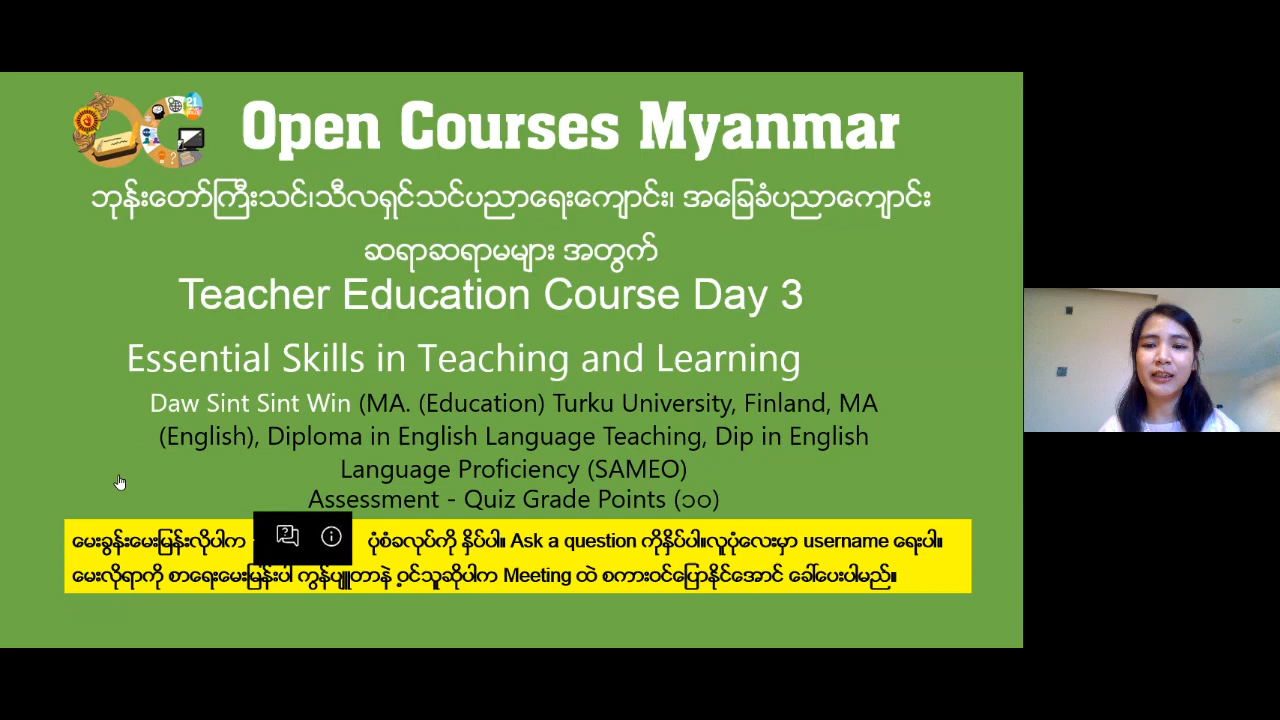 Open Courses Myanmar
ဘုန်းတော်ကြီးသင်၊သီလရှင်သင်ပညာရေးကျောင်း၊ အခြေခံပညာကျောင်း
ဆရာဆရာမများ အတွက်
Teacher Education Course Day 3
Essential Skills in Teaching and Learning
Daw Sint Sint Win (MA. (Education) Turku University, Finland, MA
(English), Diploma in English Language Teaching, Dip in English
Language Proficiency (SAMEO)
Assessment - Quiz Grade Points (၁၀)
မေးခွန်းမေးမြန်းလိုပါက ပုံစံခလုပ်ကို နှိပ်ပါ။ Ask a question ကိုနှိပ်ပါ။လူပုံလေးမှာ username ရေးပါ။
မေးလိုရာကို စာရေးမေးမြန်းပါ ကွန်ပျူတာနဲ့ ဝင်သူဆိုပါက Meeting ထဲ စကားဝင်ပြောနိုင်အောင် ခေါ်ပေးပါမည်။